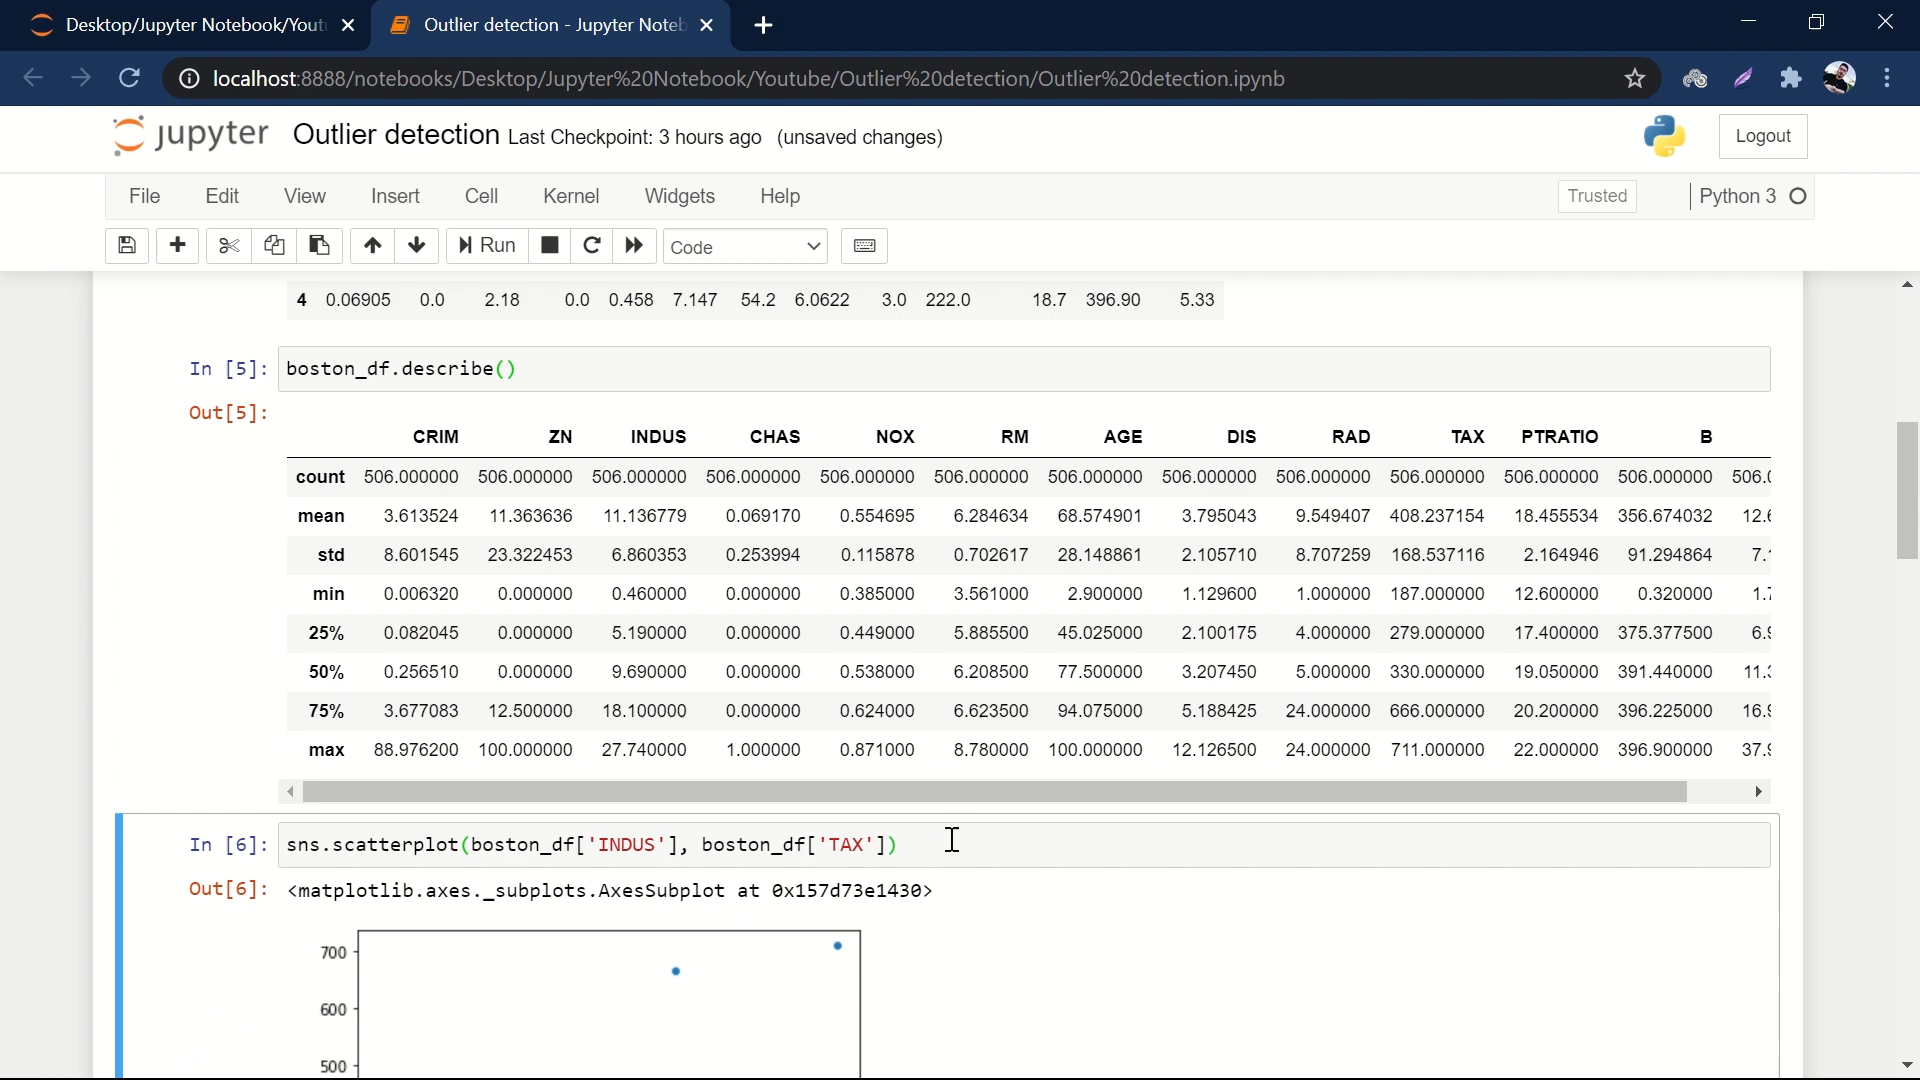 Desktop/Jupyter Notebook/Yout
Outlier detection - Jupyter Noteb
localhost:8888/notebooks/Desktop/Jupyter%20Notebook/Youtube/Outlier%20detection/Outlier%20detection.ipynb
jupyter Outlier detection Last Checkpoint: 3 hours ago (unsaved changes)
Logout
File Edit View Insert Cell Kernel Widgets Help
Trusted Python 3
Run Code
4 0.06905 0.0 2.18 0.0 0.458 7.147 54.2 6.0622 3.0 222.0 18.7 396.90 5.33
In [5]: boston_df.describe()
Out[5]:
CRIM ZN INDUS CHAS NOX RM AGE DIS RAD TAX PTRATIO B
count 506.000000 506.000000 506.000000 506.000000 506.000000 506.000000 506.000000 506.000000 506.000000 506.000000 506.000000 506.000000 506.
mean 3.613524 11.363636 11.136779 0.069170 0.554695 6.284634 68.574901 3.795043 9.549407 408.237154 18.455534 356.674032 12.
std 8.601545 23.322453 6.860353 0.253994 0.115878 0.702617 28.148861 2.105710 8.707259 168.537116 2.164946 91.294864 7.
min 0.006320 0.000000 0.460000 0.000000 0.385000 3.561000 2.900000 1.129600 1.000000 187.000000 12.600000 0.320000 1.
25% 0.082045 0.000000 5.190000 0.000000 0.449000 5.885500 45.025000 2.100175 4.000000 279.000000 17.400000 375.377500 6.
50% 0.256510 0.000000 9.690000 0.000000 0.538000 6.208500 77.500000 3.207450 5.000000 330.000000 19.050000 391.440000 11.
75% 3.677083 12.500000 18.100000 0.000000 0.624000 6.623500 94.075000 5.188425 24.000000 666.000000 20.200000 396.225000 16.
max 88.976200 100.000000 27.740000 1.000000 0.871000 8.780000 100.000000 12.126500 24.000000 711.000000 22.000000 396.900000 37.
In [6]: sns.scatterplot(boston_df['INDUS'], boston_df['TAX'])
Out[6]: <matplotlib.axes._subplots.AxesSubplot at 0x157d73e1430>
700
600
500